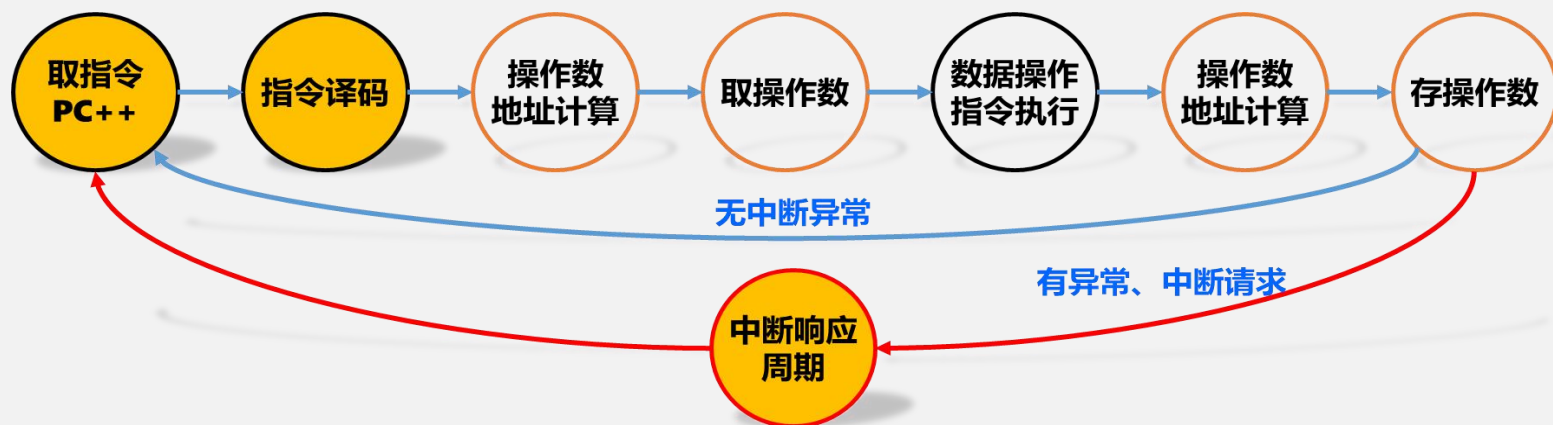 取指令
PC++
指令译码
操作数
地址计算
取操作数
数据操作
指令执行
操作数
地址计算
存操作数
无中断异常
有异常、中断请求
中断响应
周期